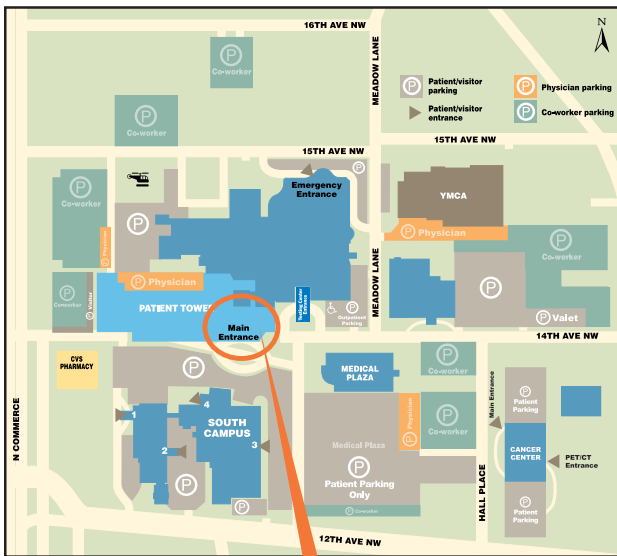 16TH AVE NW
N
P
Co-worker
MEADOW LANE
P Patient/visitor
parking
P Physician parking
Patient/visitor
entrance
P Co-worker parking
P
Co-worker
15TH AVE NW
15TH AVE NW
P
Emergency
Entrance
P
Co-worker
YMCA
P
P Physician
P
Co-worker
P Physician
P Physician
MEADOW LANE
P
PATIENT TOWER
Testing Center
Entrance
P
Co-worker
P Visitor
Main
Entrance
P
Outpatient
Parking
P Valet
14TH AVE NW
CVS
PHARMACY
P
MEDICAL
PLAZA
P
Co-worker
P
Patient
Parking
Main Entrance
4
1
SOUTH
CAMPUS
P Physician
P
Co-worker
N COMMERCE
2
3
Medical Plaza
P
Patient Parking
Only
CANCER
CENTER
PET/CT
Entrance
P
P
P Co-worker
HALL PLACE
P
Patient
Parking
12TH AVE NW